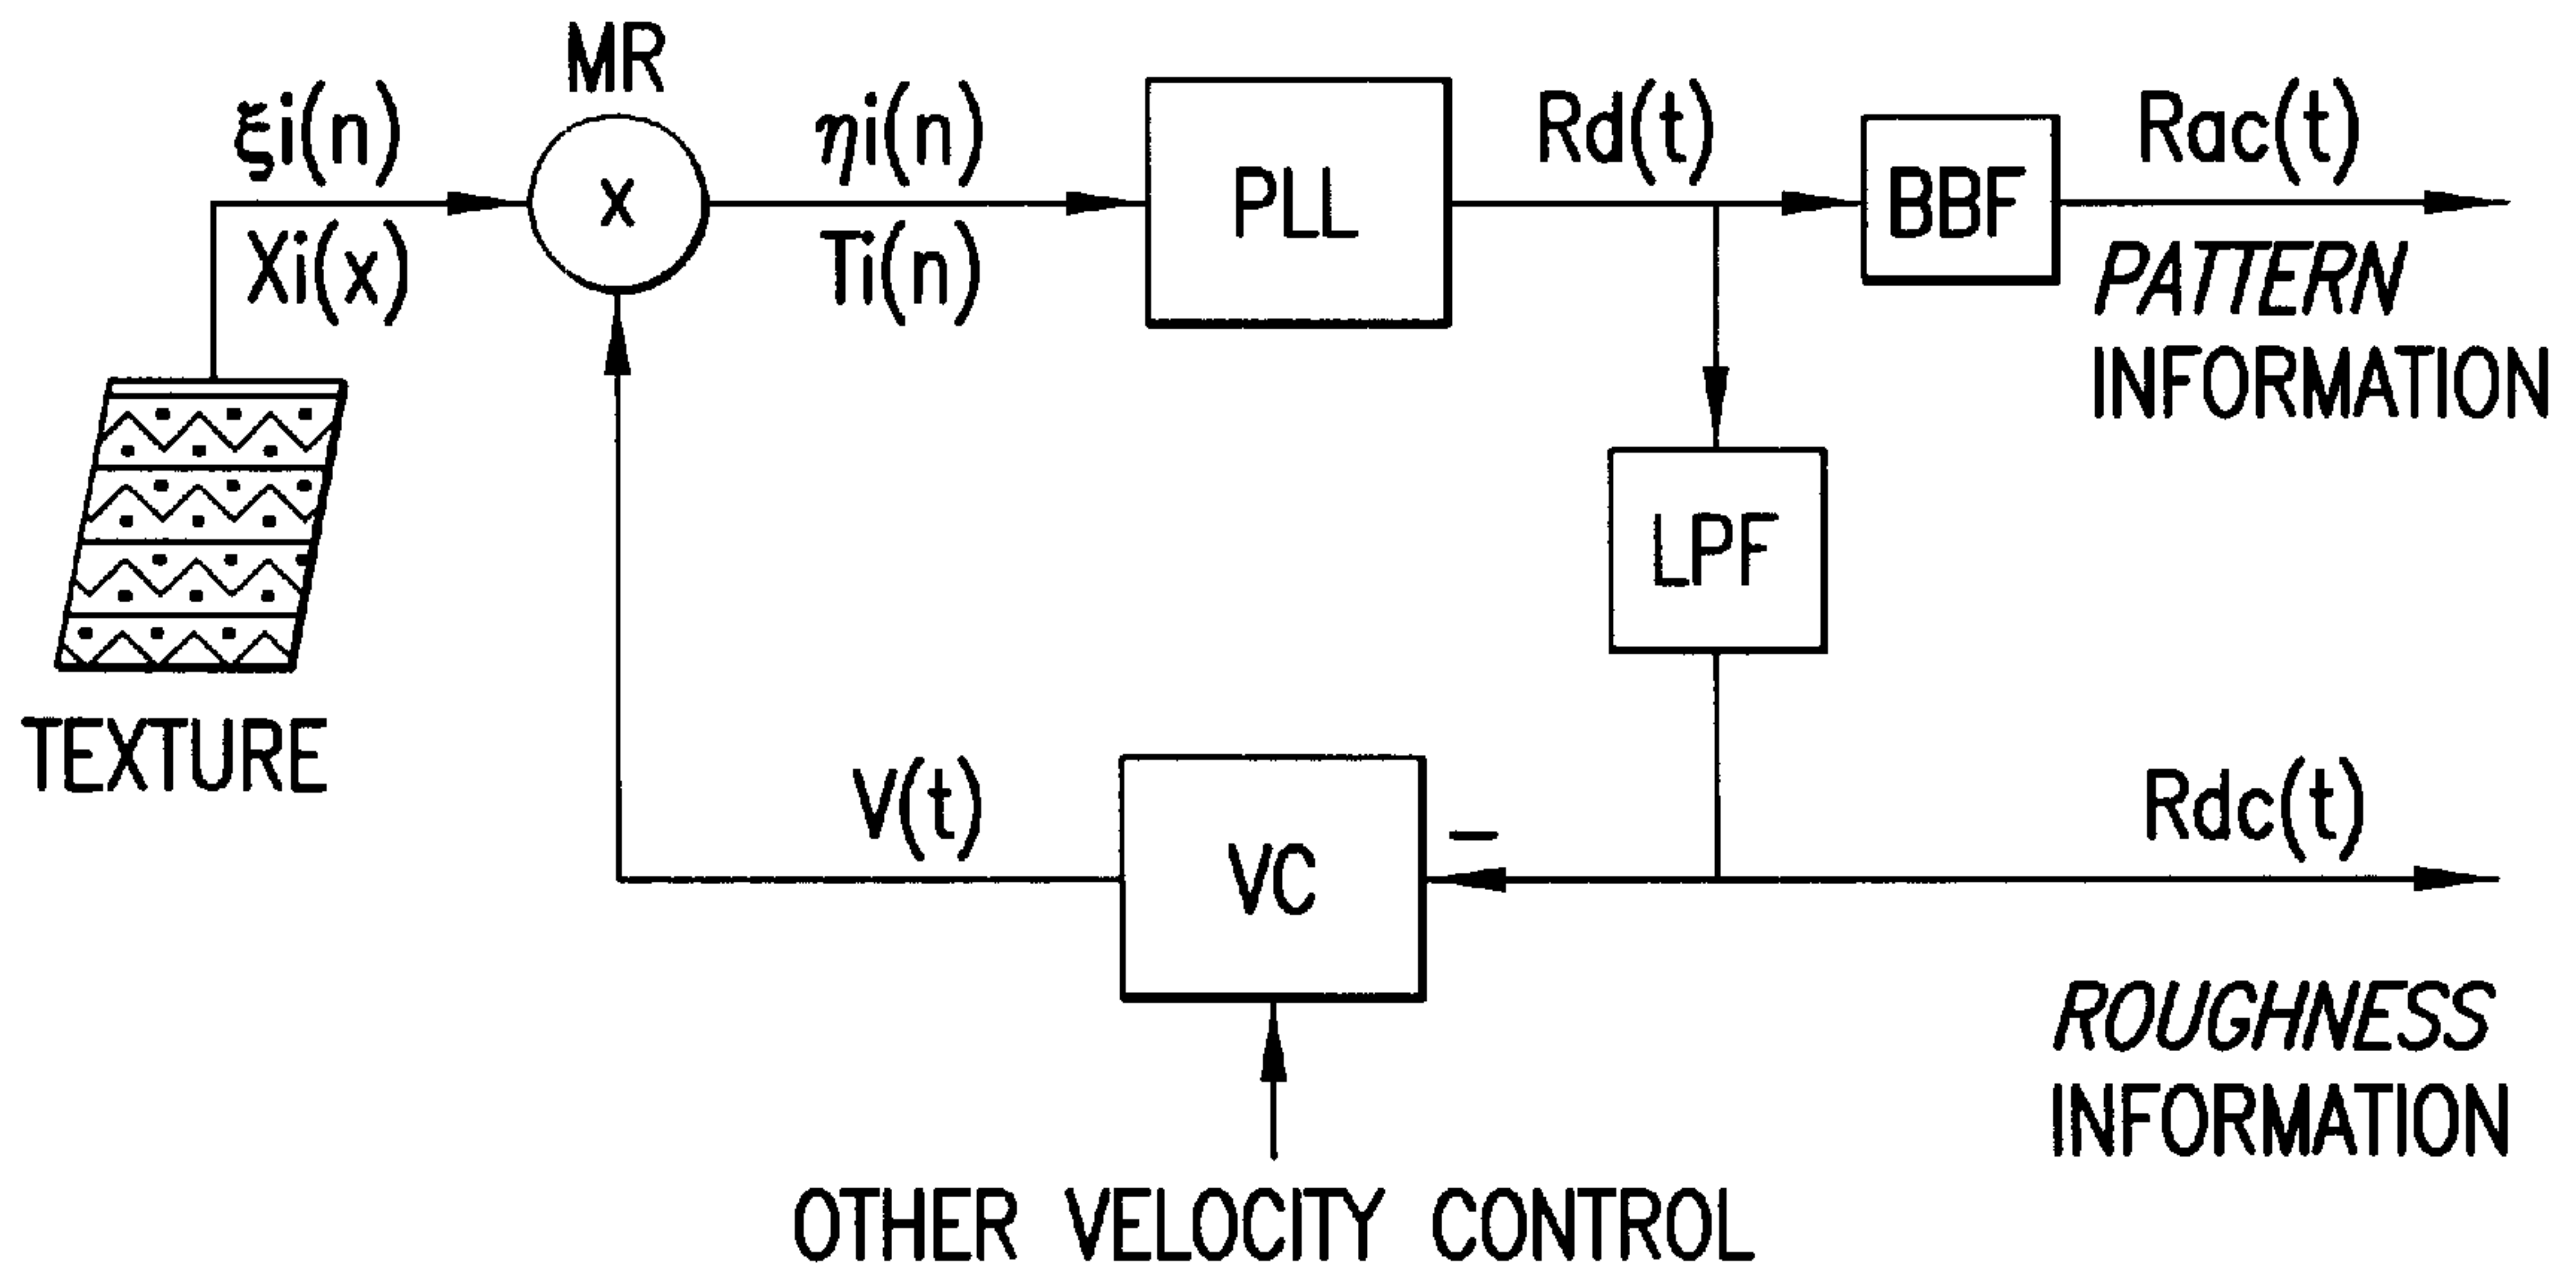 MR
ξi(n)
x
ηi(n)
Xi(x)
Ti(n)
PLL
Rd(t)
BBF
Rac(t)
PATTERN
INFORMATION
LPF
TEXTURE
V(t)
VC
−
Rdc(t)
ROUGHNESS
INFORMATION
OTHER VELOCITY CONTROL